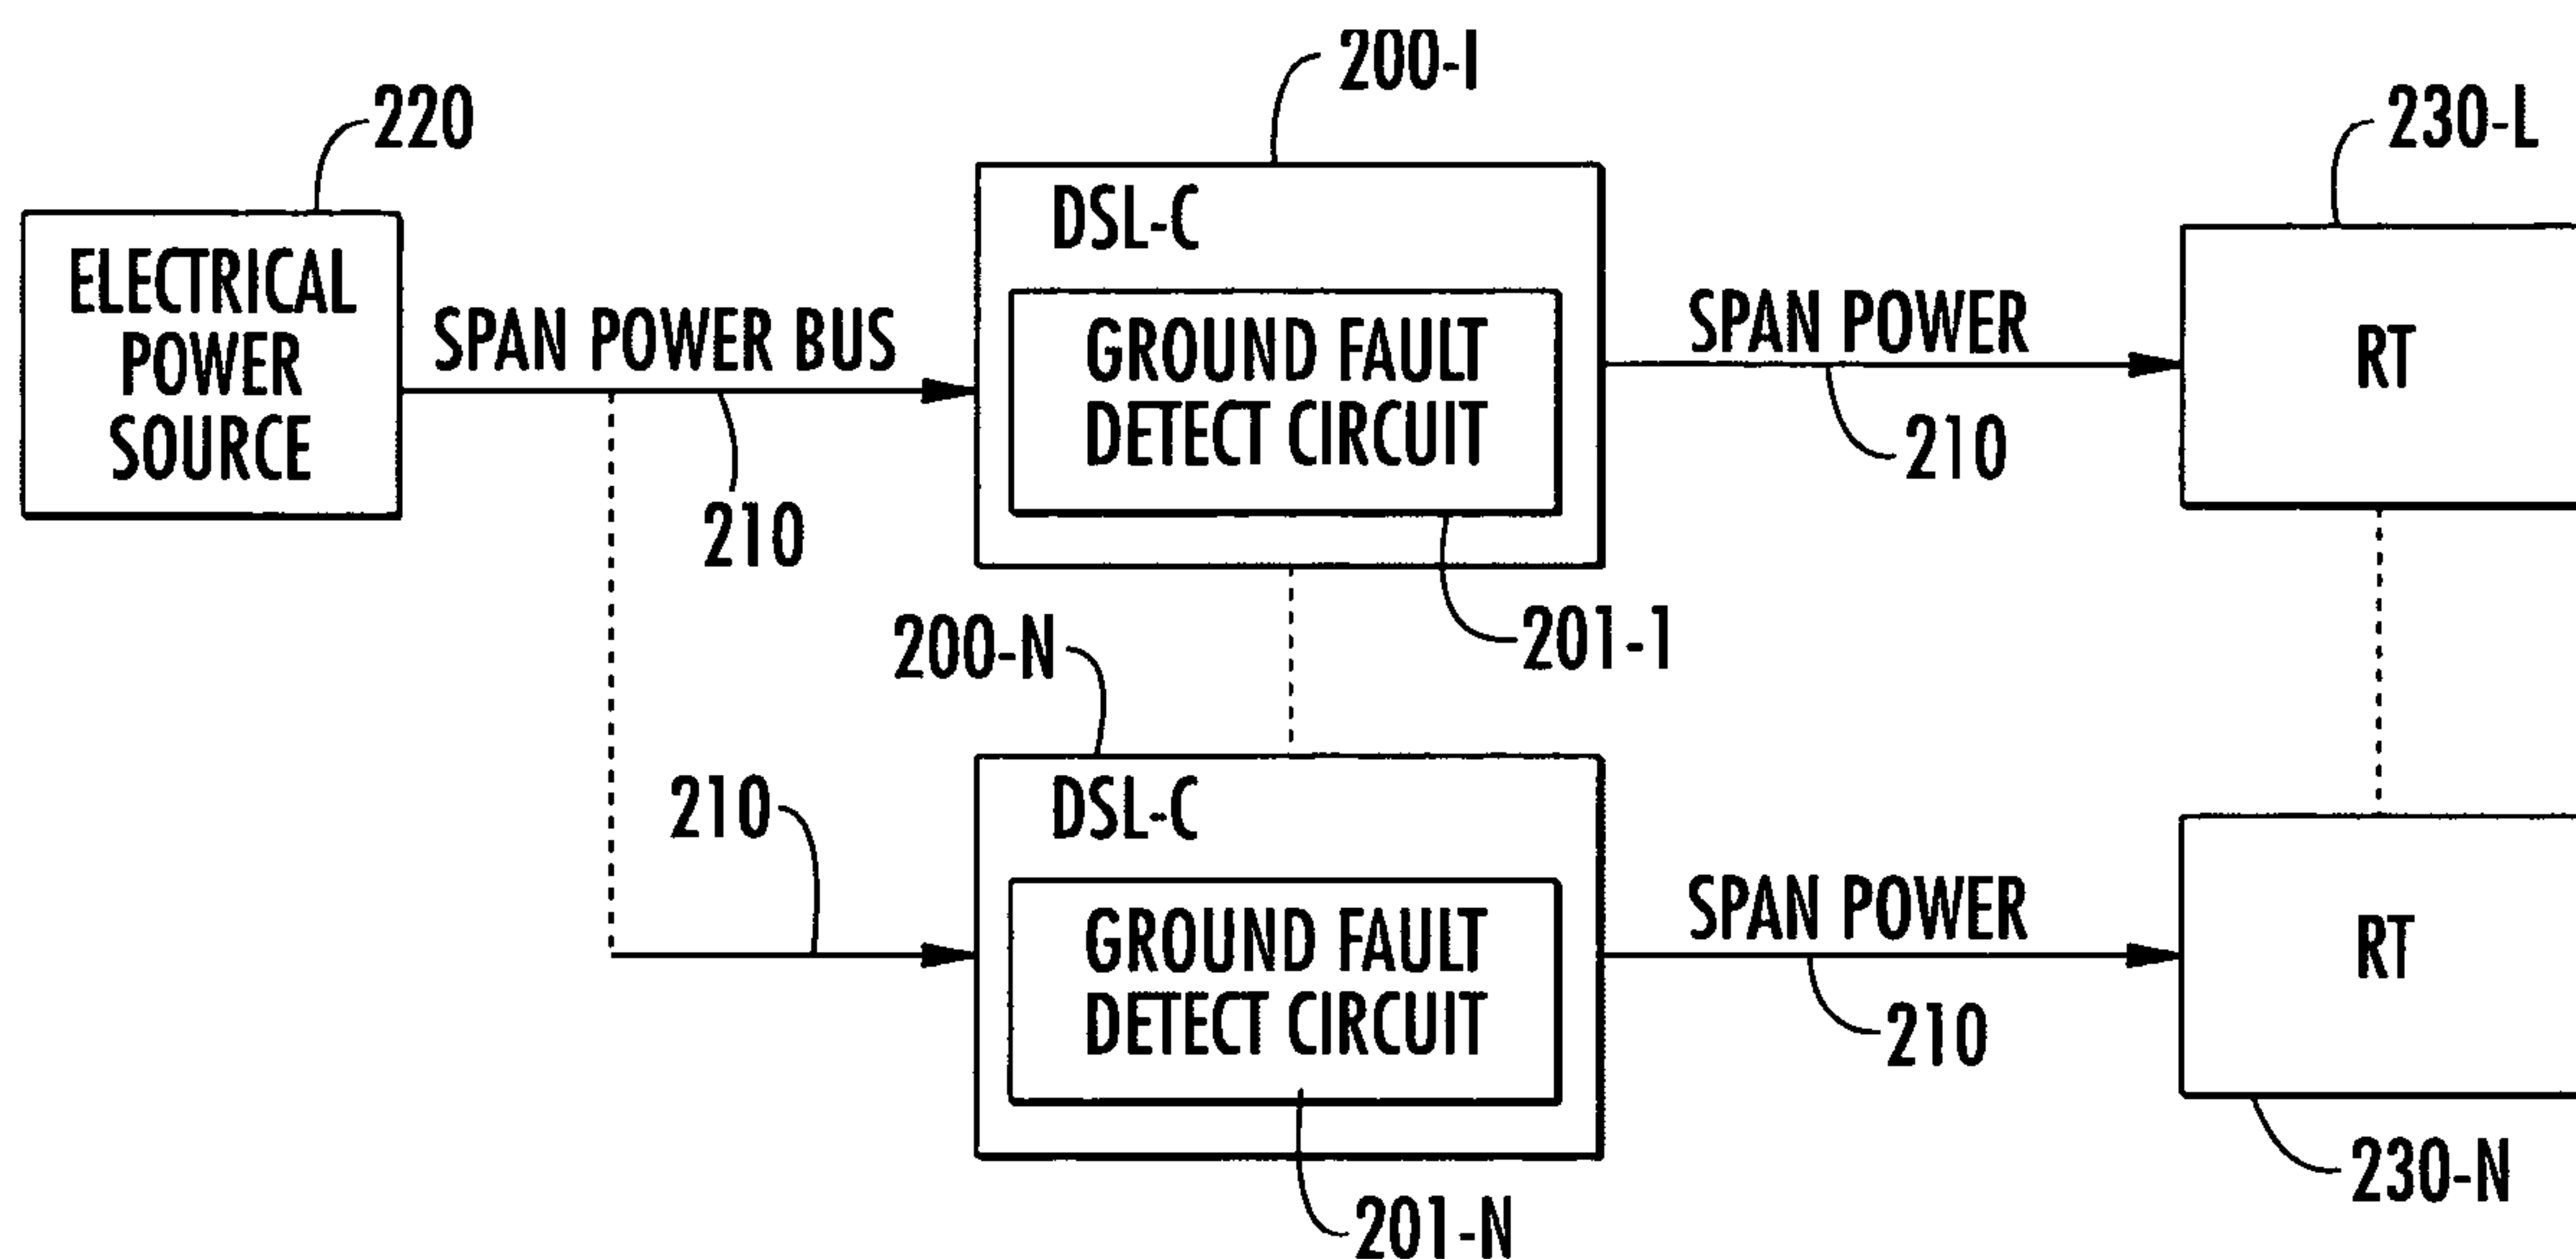 200-I
220
230-L
DSL-C
ELECTRICAL
POWER
SOURCE
SPAN POWER BUS
GROUND FAULT
DETECT CIRCUIT
SPAN POWER
RT
210
210
201-1
200-N
210
DSL-C
GROUND FAULT
DETECT CIRCUIT
SPAN POWER
RT
210
230-N
201-N